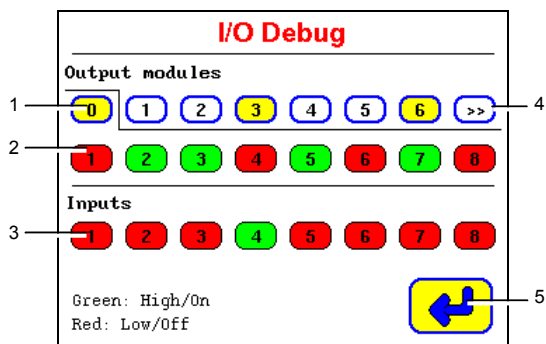 I/O Debug
Output modules
1 0 1 2 3 4 5 6 >> 4
2 1 2 3 4 5 6 7 8
Inputs
3 1 2 3 4 5 6 7 8
Green: High/On
5
Red: Low/Off